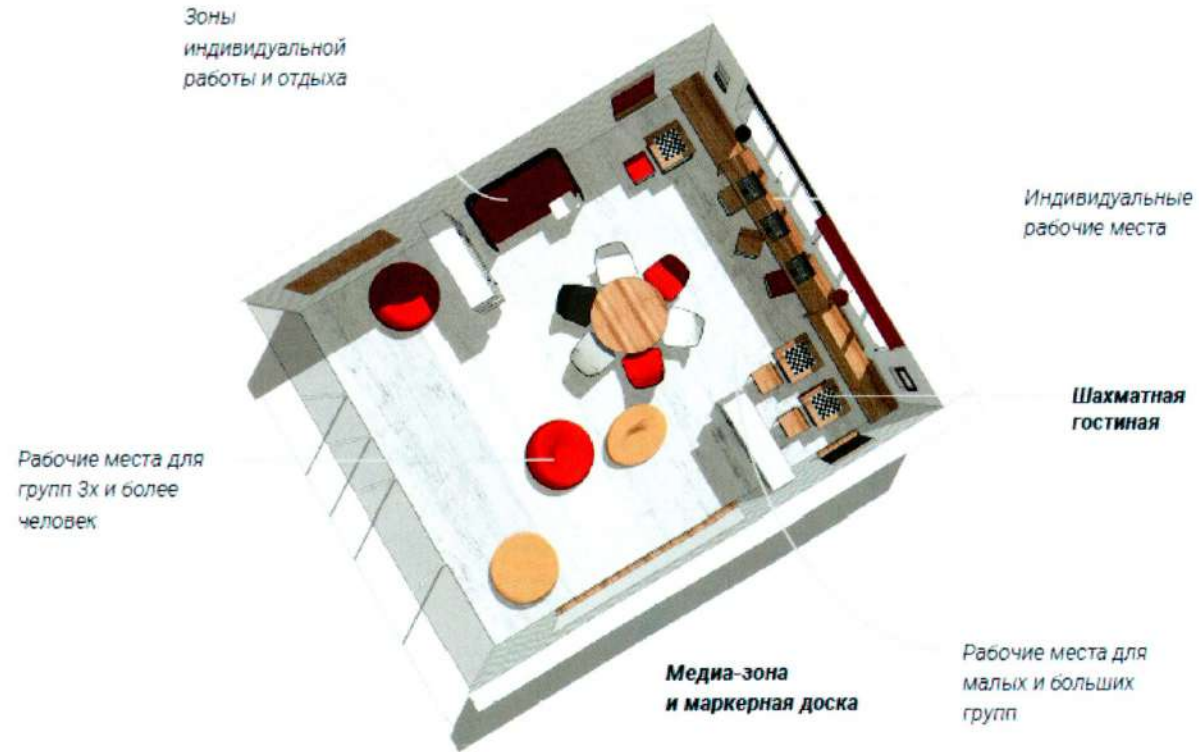 Зоны
индивидуальной
работы и отдыха
Индивидуальные
рабочие места
Шахматная
гостиная
Рабочие места для
групп 3х и более
человек
Медиа-зона
и маркерная доска
Рабочие места для
малых и больших
групп